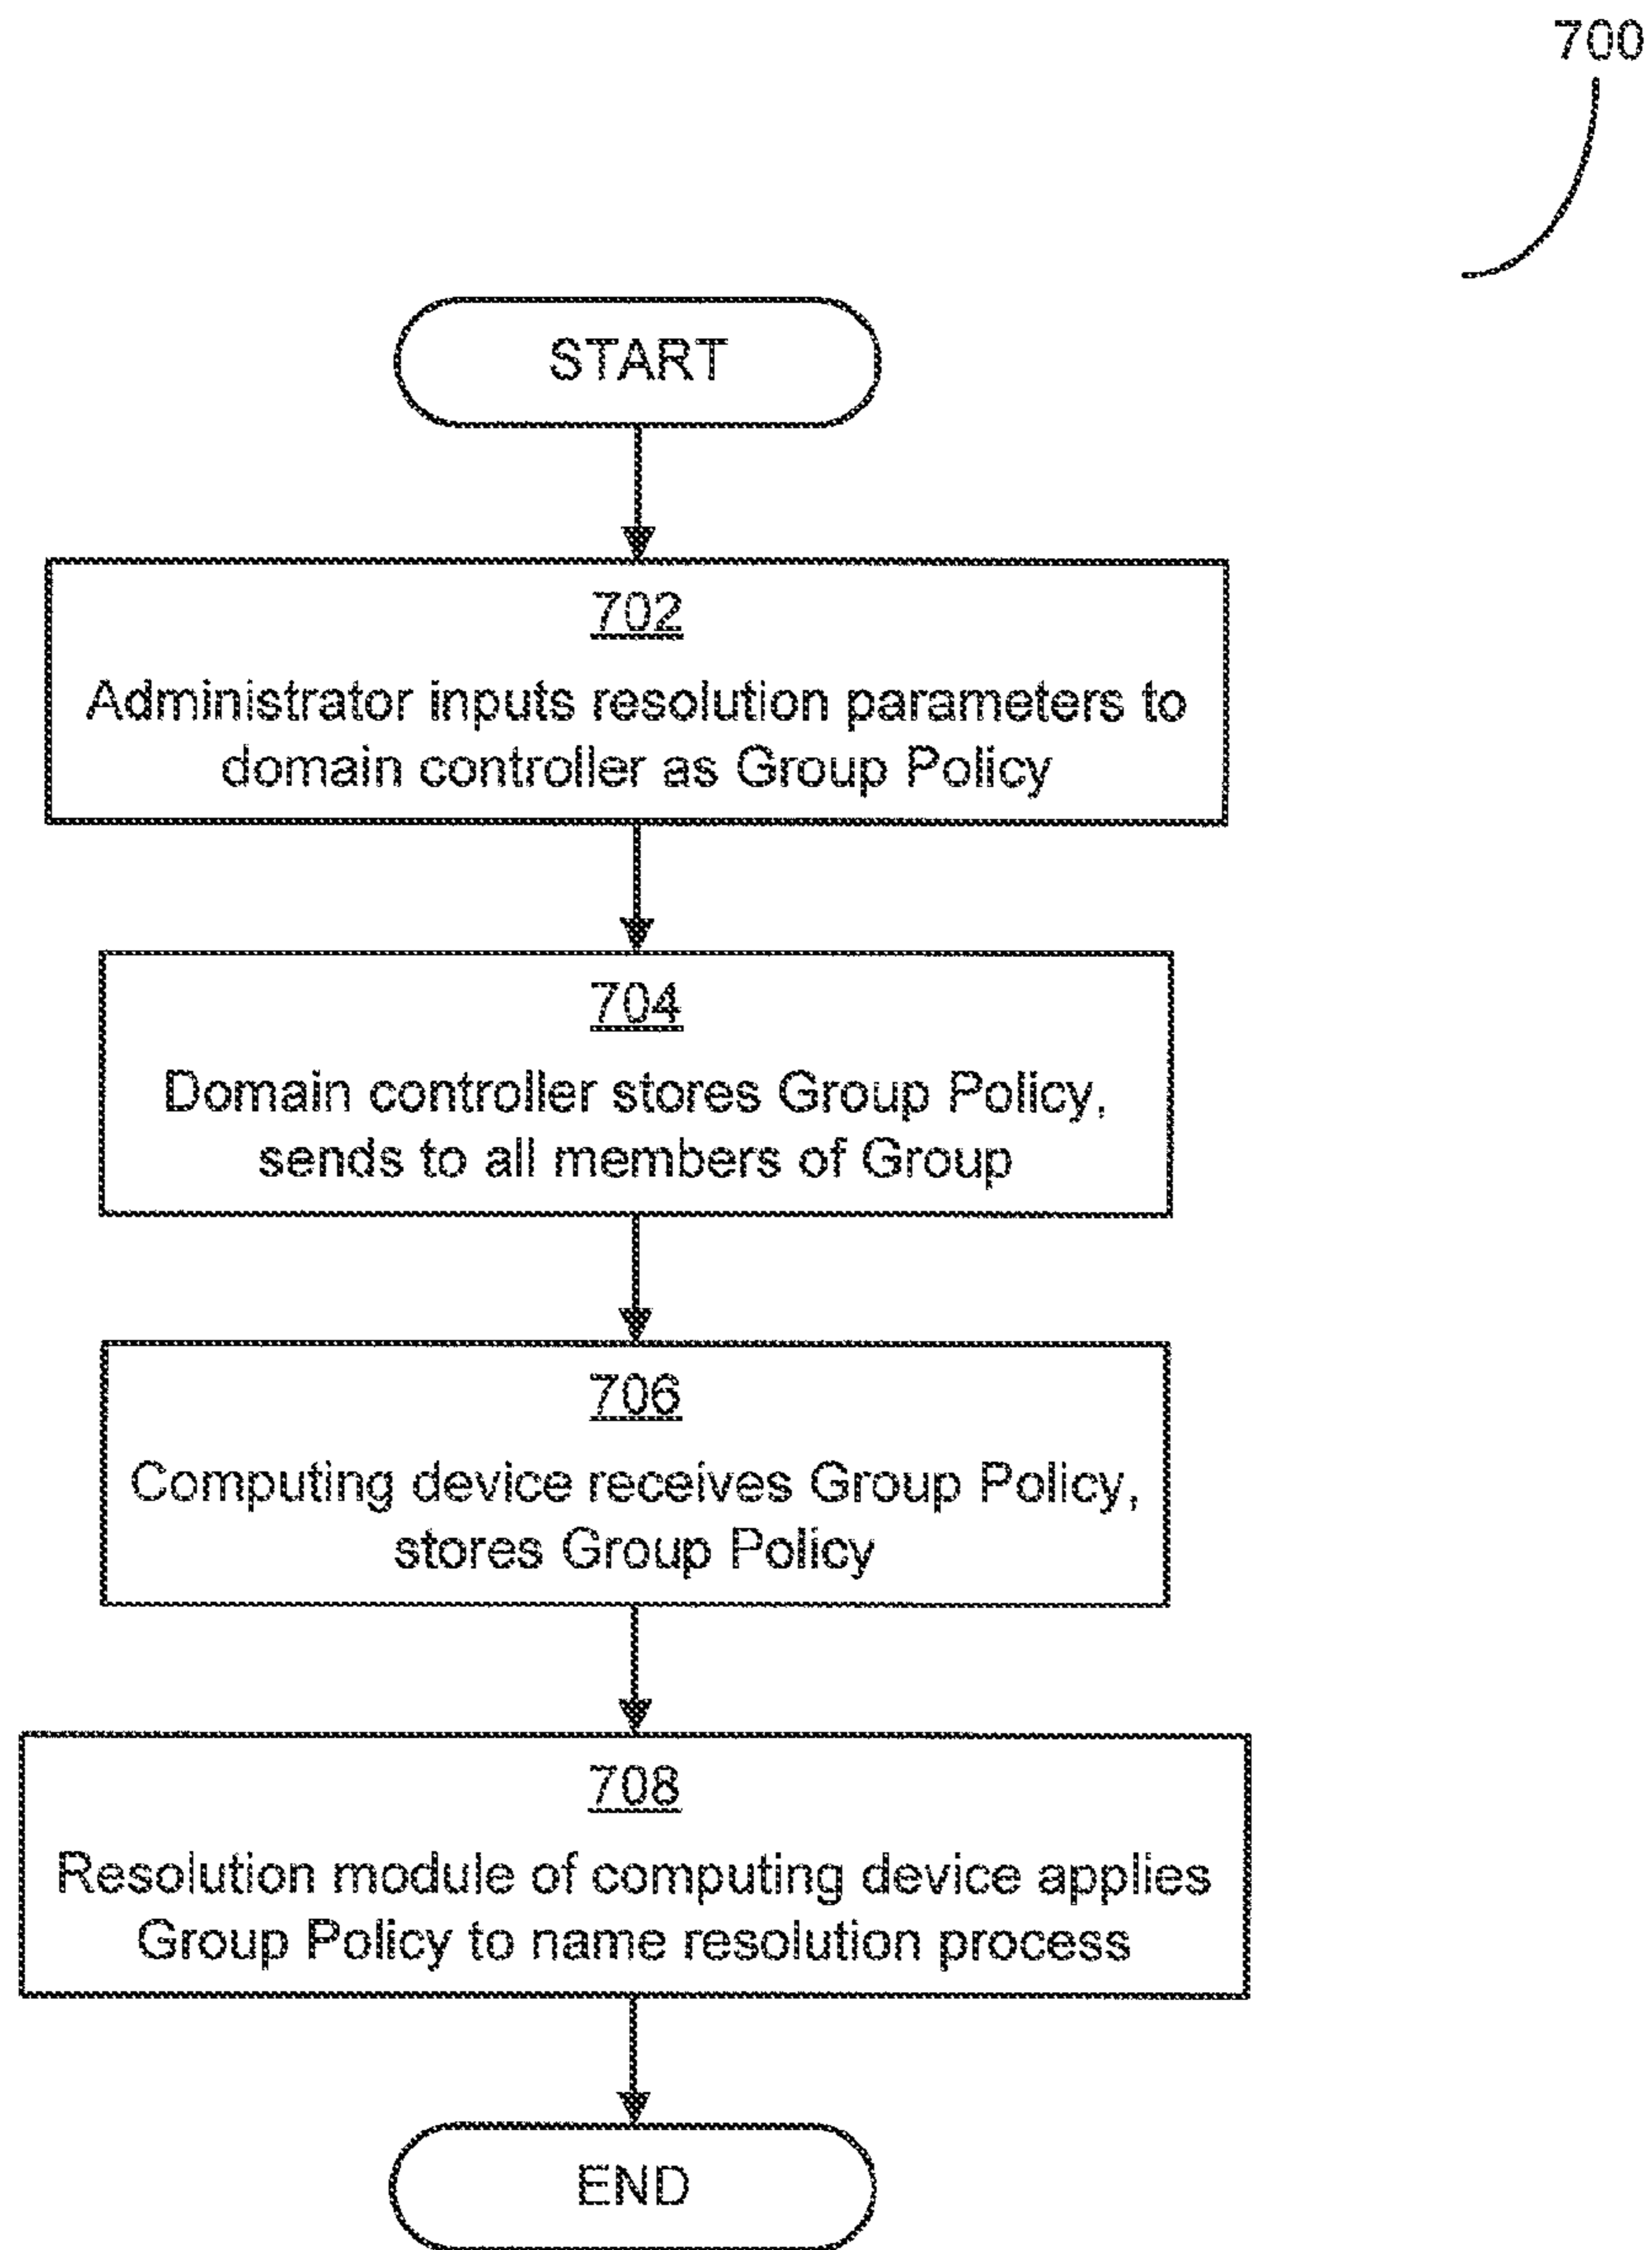 700
START
702
Administrator inputs resolution parameters to
domain controller as Group Policy
704
Domain controller stores Group Policy,
sends to all members of Group
706
Computing device receives Group Policy,
stores Group Policy
708
Resolution module of computing device applies
Group Policy to name resolution process
END